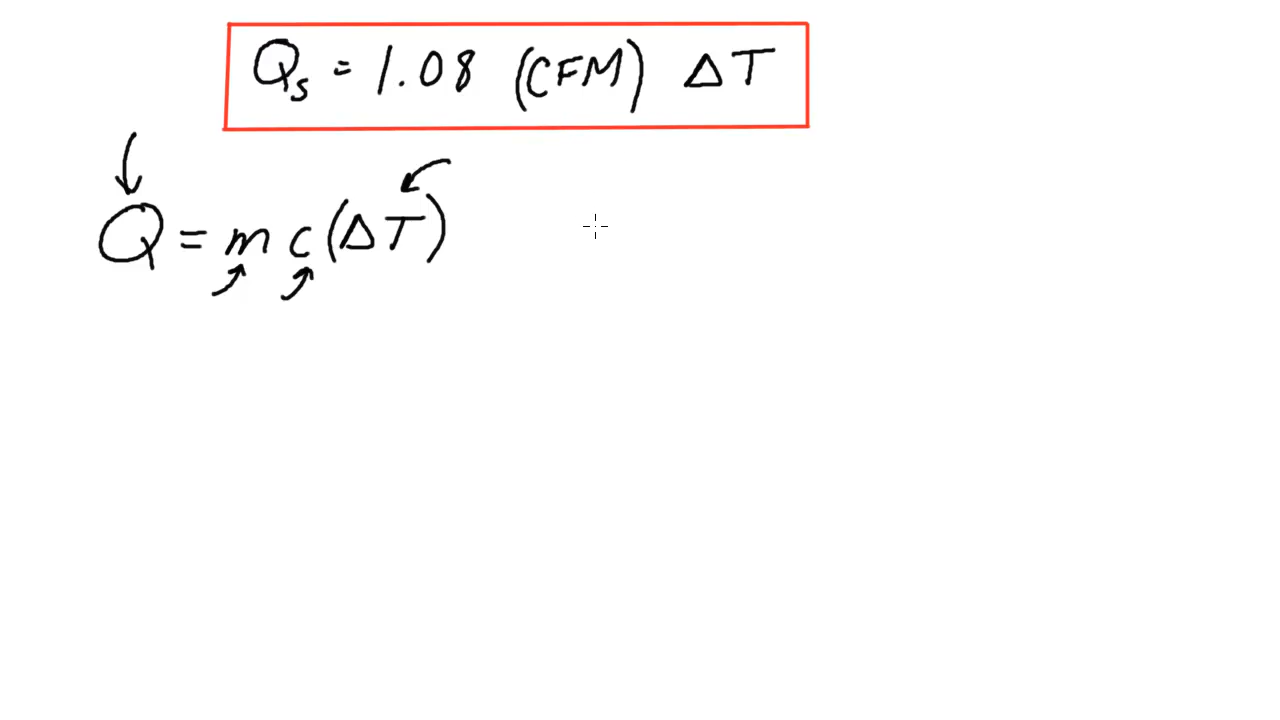 Qs = 1.08 (CFM) ΔT
Q = m c (ΔT)